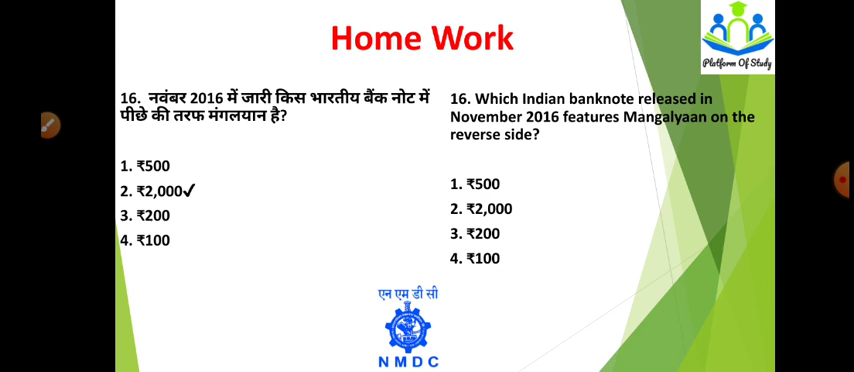 Home Work
Platform Of Study
16. नवंबर 2016 में जारी किस भारतीय बैंक नोट में
पीछे की तरफ मंगलयान है?
1. ₹500
2. ₹2,000✓
3. ₹200
4. ₹100
16. Which Indian banknote released in
November 2016 features Mangalyaan on the
reverse side?
1. ₹500
2. ₹2,000
3. ₹200
4. ₹100
एन एम डी सी
NMDC